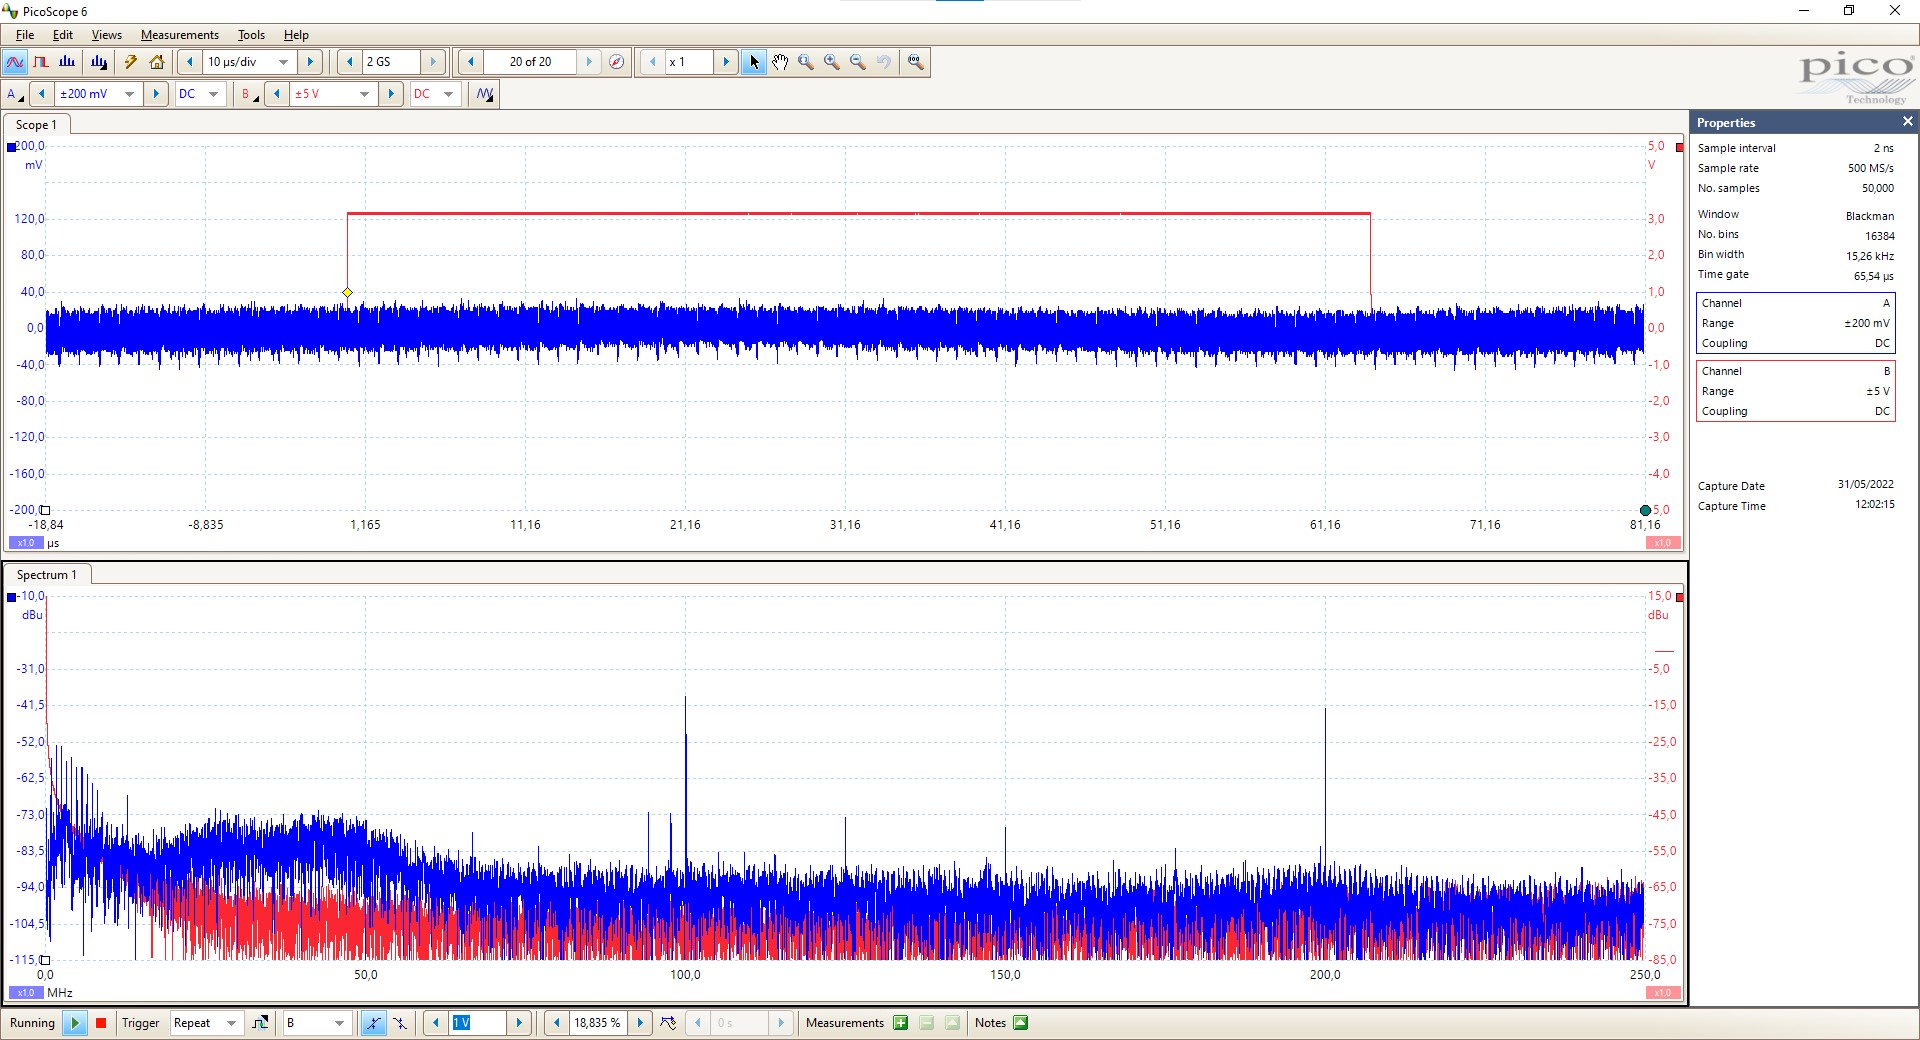 PicoScope 6
File Edit Views Measurements Tools Help
10 µs/div 2 GS 20 of 20 x 1
A ±200 mV DC B ±5 V DC
pico
Technology
Scope 1
200,0 5,0
mV V
120,0 3,0
80,0 2,0
40,0 1,0
0,0 0,0
-40,0 -1,0
-80,0 -2,0
-120,0 -3,0
-160,0 -4,0
-200,0 -5,0
-18,84 -8,835 1,165 11,16 21,16 31,16 41,16 51,16 61,16 71,16 81,16
x1,0 µs x1,0
Spectrum 1
-10,0 15,0
dBu dBu
-31,0 -5,0
-41,5 -15,0
-52,0 -25,0
-62,5 -35,0
-73,0 -45,0
-83,5 -55,0
-94,0 -65,0
-104,5 -75,0
-115,0 -85,0
0,0 50,0 100,0 150,0 200,0 250,0
x1,0 MHz x1,0
Properties
Sample interval 2 ns
Sample rate 500 MS/s
No. samples 50,000
Window Blackman
No. bins 16384
Bin width 15,26 kHz
Time gate 65,54 µs
Channel A
Range ±200 mV
Coupling DC
Channel B
Range ±5 V
Coupling DC
Capture Date 31/05/2022
Capture Time 12:02:15
Running Trigger Repeat B 1 V 18,835 % 0 s Measurements Notes